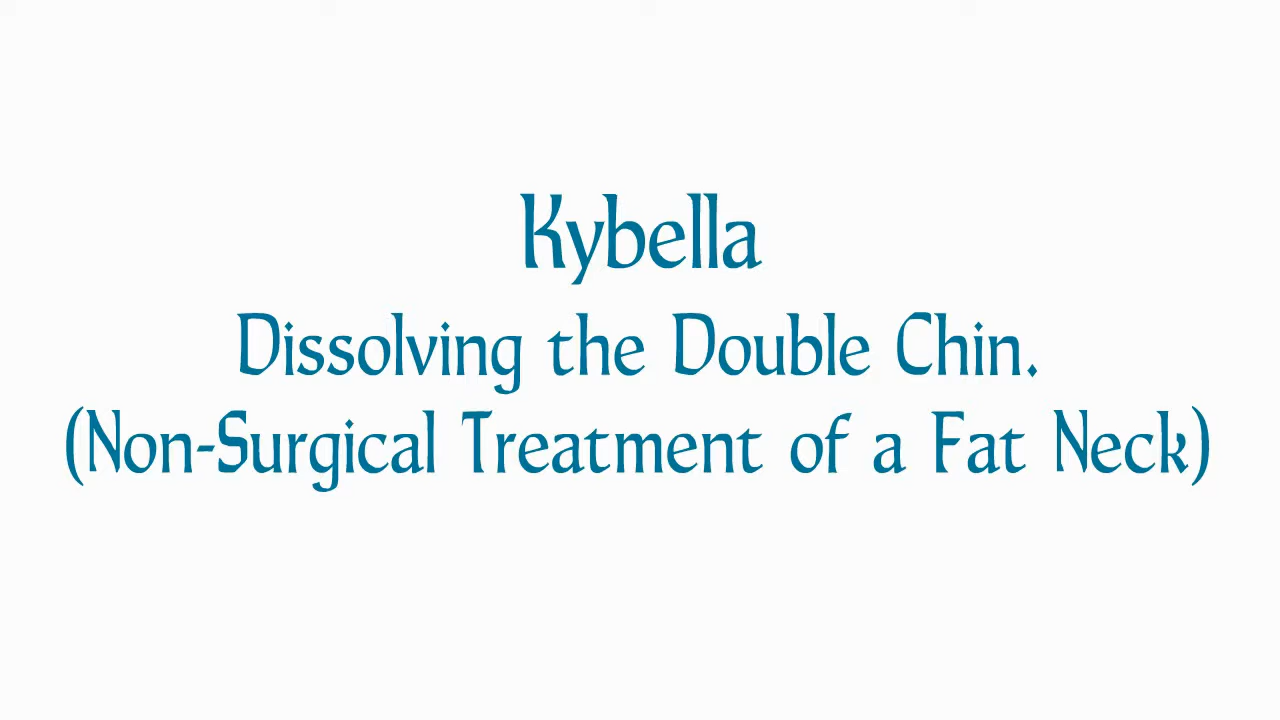 Kybella
Dissolving the Double Chin.
(Non-Surgical Treatment of a Fat Neck)